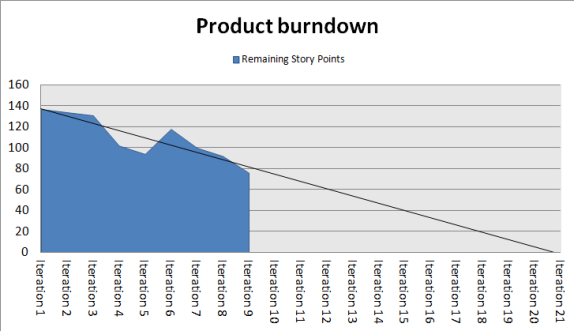 Product burndown
Remaining Story Points
160
140
120
100
80
60
40
20
0
Iteration 1
Iteration 2
Iteration 3
Iteration 4
Iteration 5
Iteration 6
Iteration 7
Iteration 8
Iteration 9
Iteration 10
Iteration 11
Iteration 12
Iteration 13
Iteration 14
Iteration 15
Iteration 16
Iteration 17
Iteration 18
Iteration 19
Iteration 20
Iteration 21